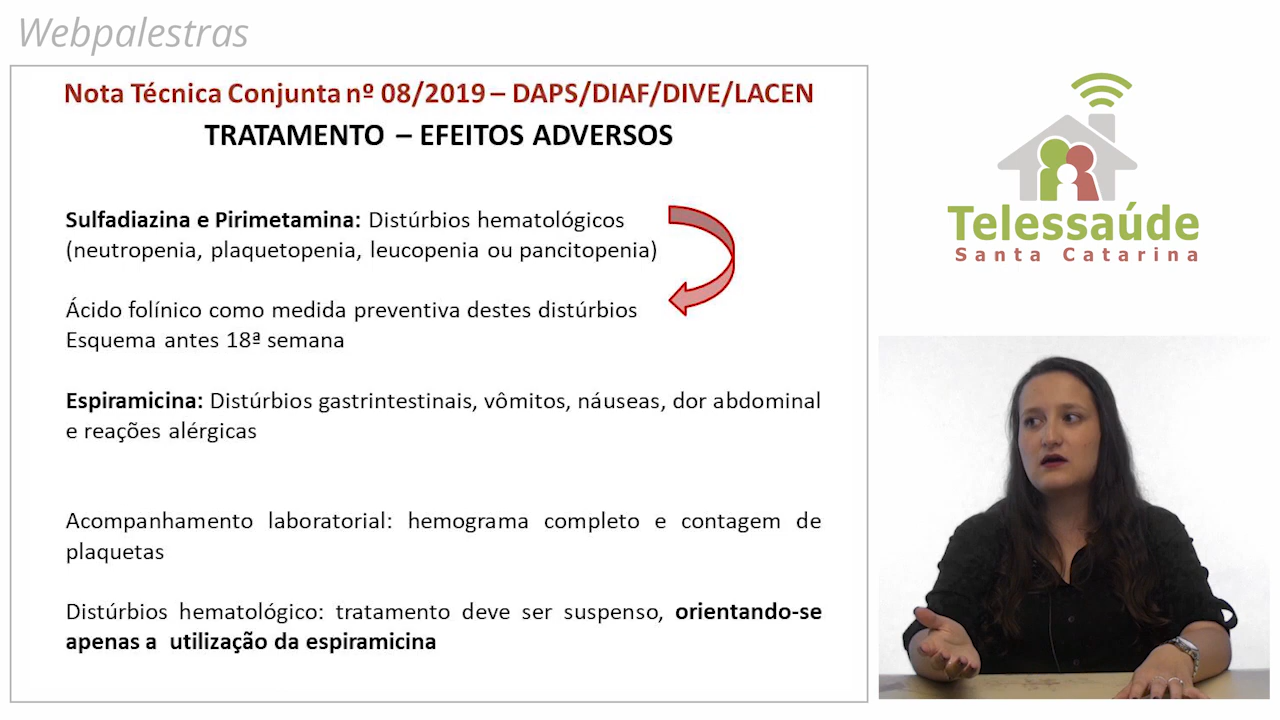 Webpalestras
Nota Técnica Conjunta nº 08/2019 – DAPS/DIAF/DIVE/LACEN
TRATAMENTO – EFEITOS ADVERSOS
Sulfadiazina e Pirimetamina: Distúrbios hematológicos
(neutropenia, plaquetopenia, leucopenia ou pancitopenia)
Ácido folínico como medida preventiva destes distúrbios
Esquema antes 18ª semana
Espiramicina: Distúrbios gastrintestinais, vômitos, náuseas, dor abdominal
e reações alérgicas
Acompanhamento laboratorial: hemograma completo e contagem de
plaquetas
Distúrbios hematológico: tratamento deve ser suspenso, orientando-se
apenas a utilização da espiramicina
Telessaúde
Santa Catarina